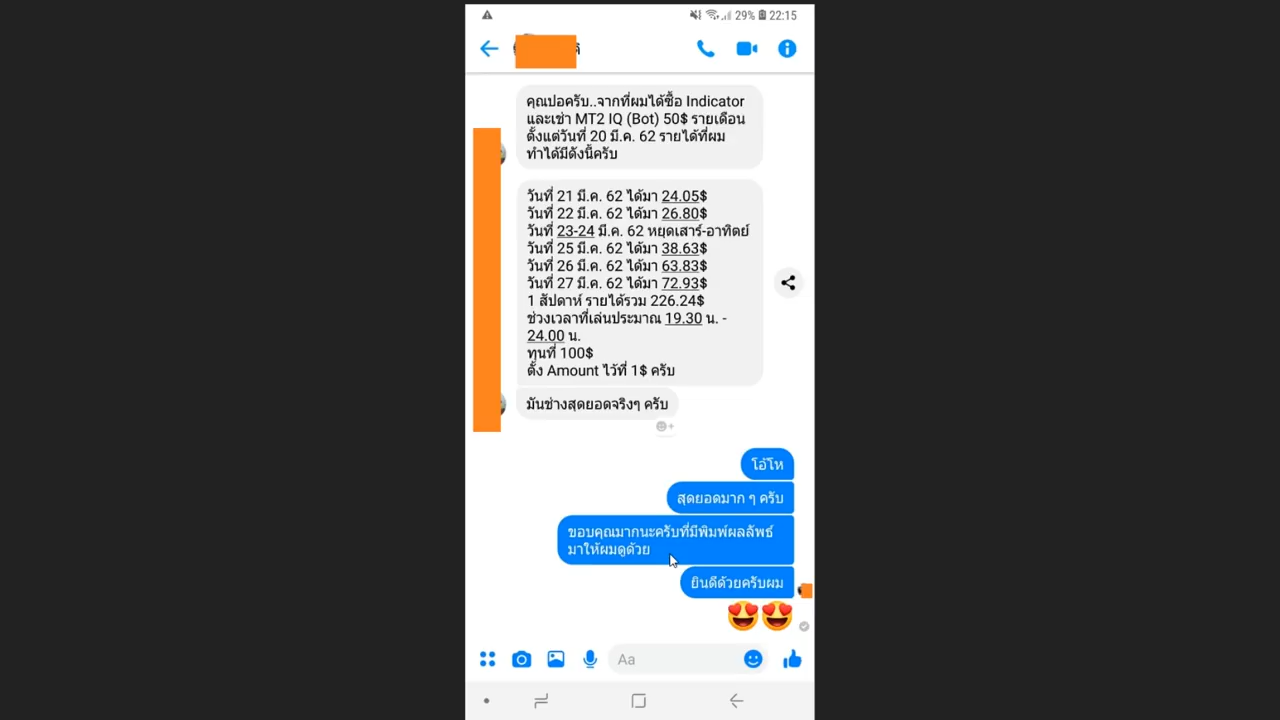 29% 22:15
คุณปอครับ..จากที่ผมได้ซื้อ Indicator
และเช่า MT2 IQ (Bot) 50$ รายเดือน
ตั้งแต่วันที่ 20 มี.ค. 62 รายได้ที่ผม
ทำได้มีดังนี้ครับ
วันที่ 21 มี.ค. 62 ได้มา 24.05$
วันที่ 22 มี.ค. 62 ได้มา 26.80$
วันที่ 23-24 มี.ค. 62 หยุดเสาร์-อาทิตย์
วันที่ 25 มี.ค. 62 ได้มา 38.63$
วันที่ 26 มี.ค. 62 ได้มา 63.83$
วันที่ 27 มี.ค. 62 ได้มา 72.93$
1 สัปดาห์ รายได้รวม 226.24$
ช่วงเวลาที่เล่นประมาณ 19.30 น. -
24.00 น.
ทุนที่ 100$
ตั้ง Amount ไว้ที่ 1$ ครับ
มันช่างสุดยอดจริงๆ ครับ
โอ้โห
สุดยอดมาก ๆ ครับ
ขอบคุณมากนะครับที่มีพิมพ์ผลลัพธ์
มาให้ผมดูด้วย
ยินดีด้วยครับผม
Aa